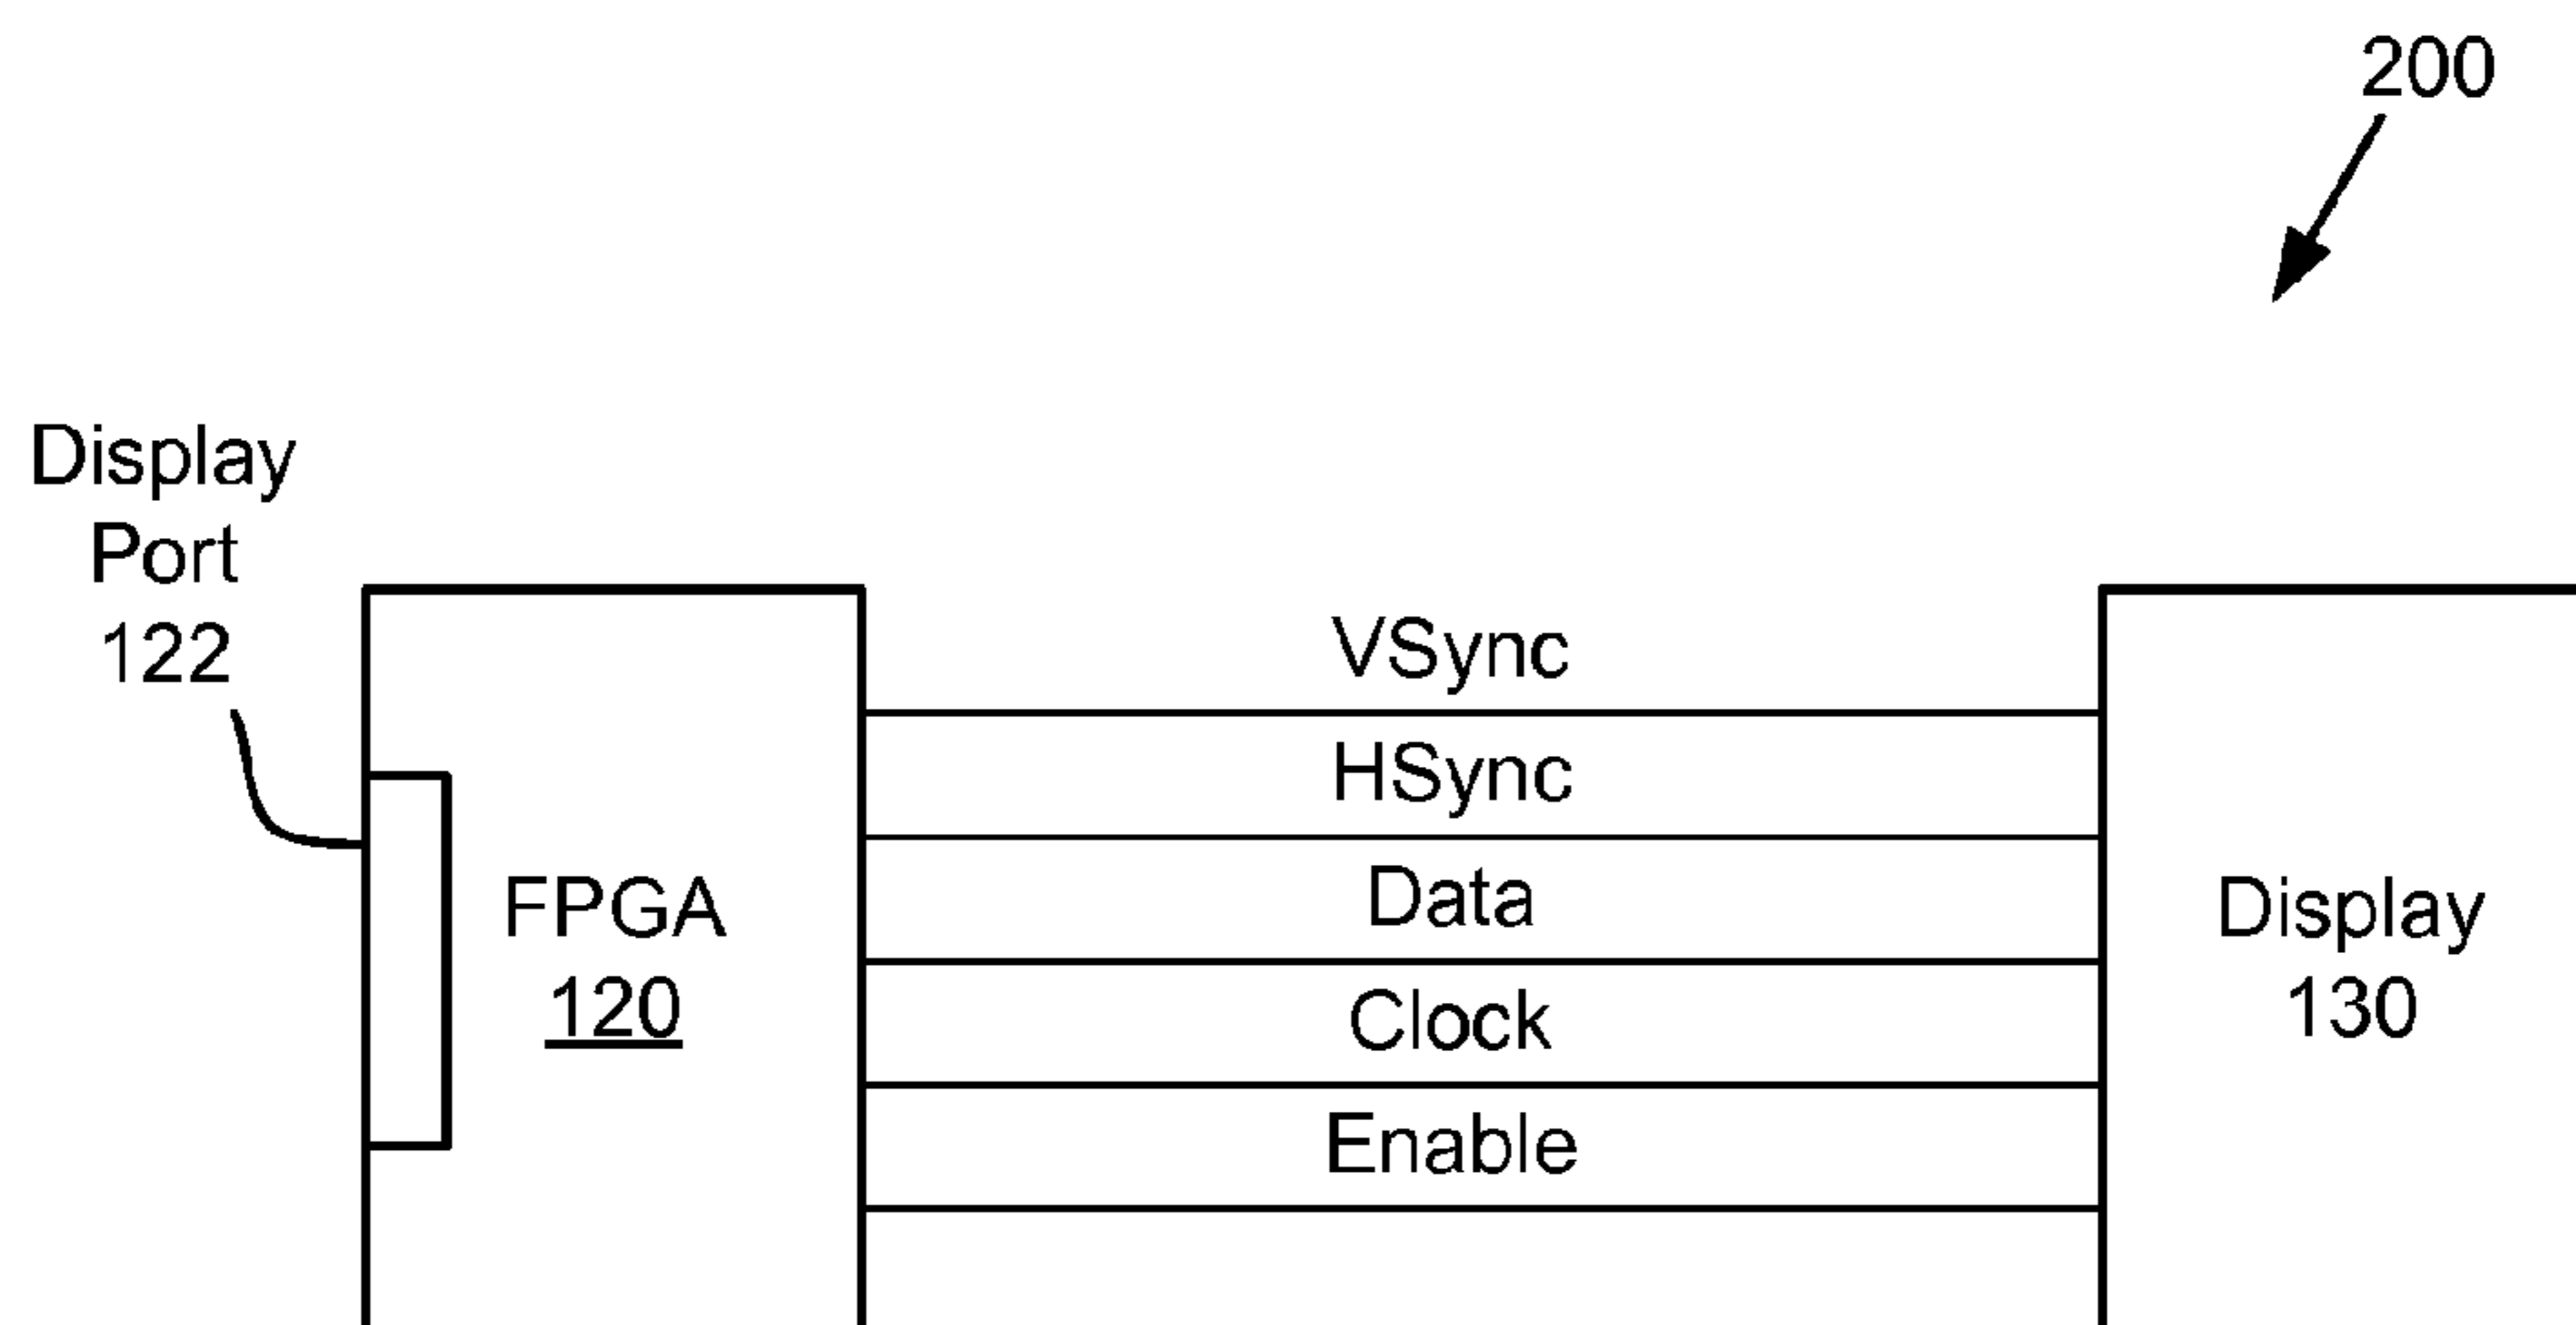 200
Display
Port
122
VSync
HSync
Data
Clock
Enable
FPGA
120
Display
130